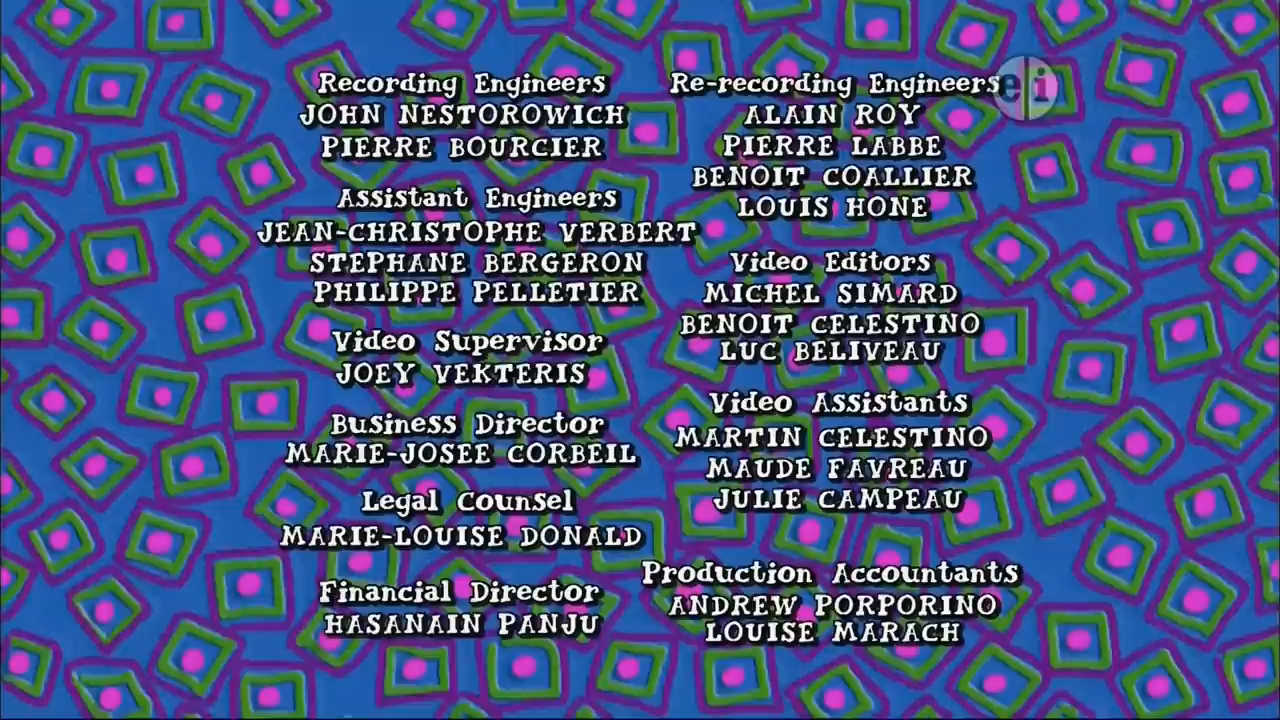 Recording Engineers
JOHN NESTOROWICH
PIERRE BOURCIER
Assistant Engineers
JEAN-CHRISTOPHE VERBERT
STEPHANE BERGERON
PHILIPPE PELLETIER
Video Supervisor
JOEY VEKTERIS
Business Director
MARIE-JOSEE CORBEIL
Legal Counsel
MARIE-LOUISE DONALD
Financial Director
HASANAIN PANJU
Re-recording Engineers
ALAIN ROY
PIERRE LABBE
BENOIT COALLIER
LOUIS HONE
Video Editors
MICHEL SIMARD
BENOIT CELESTINO
LUC BELIVEAU
Video Assistants
MARTIN CELESTINO
MAUDE FAVREAU
JULIE CAMPEAU
Production Accountants
ANDREW PORPORINO
LOUISE MARACH
ei